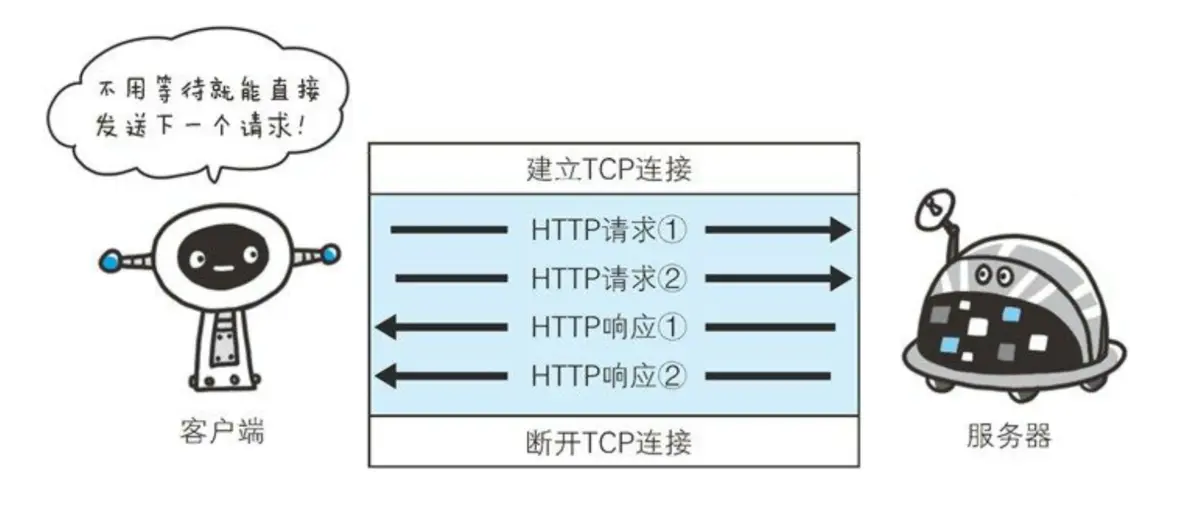 不用等待就能直接
发送下一个请求!
建立TCP连接
HTTP请求①
HTTP请求②
HTTP响应①
HTTP响应②
断开TCP连接
客户端
服务器